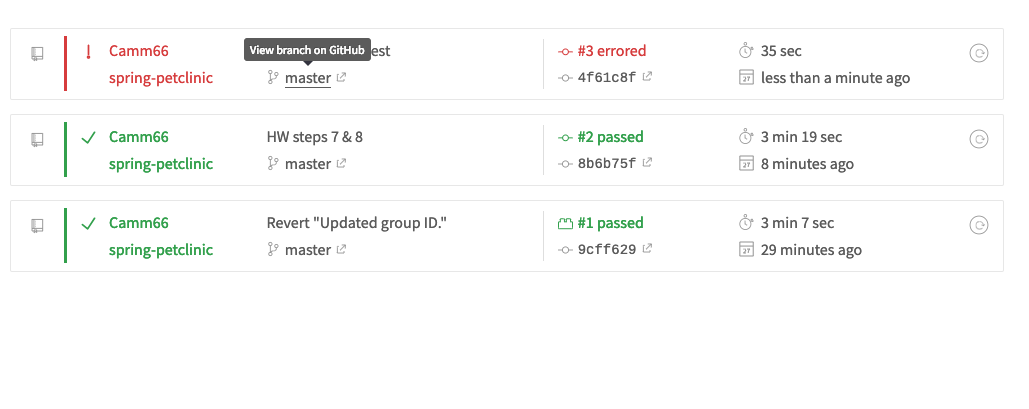 Camm66
View branch on GitHub
est
#3 errored
35 sec
spring-petclinic
master
4f61c8f
27
less than a minute ago
Camm66
HW steps 7 & 8
#2 passed
3 min 19 sec
spring-petclinic
master
8b6b75f
27
8 minutes ago
Camm66
Revert "Updated group ID."
#1 passed
3 min 7 sec
spring-petclinic
master
9cff629
27
29 minutes ago